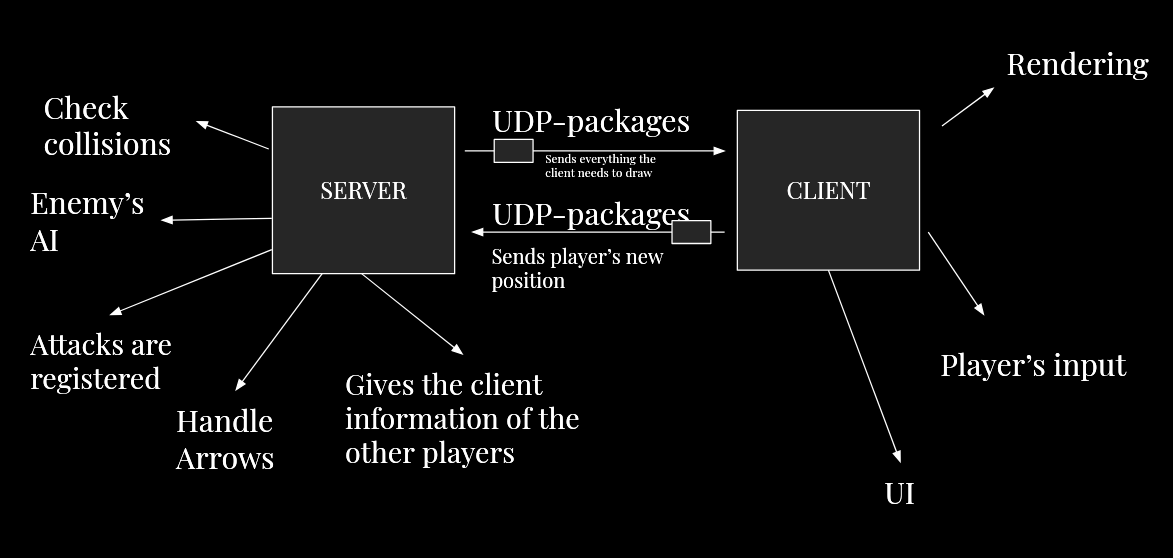 Rendering
Check
collisions
UDP-packages
Sends everything the
client needs to draw
SERVER
CLIENT
Enemy’s
AI
UDP-packages
Sends player’s new
position
Attacks are
registered
Player’s input
Handle
Arrows
Gives the client
information of the
other players
UI